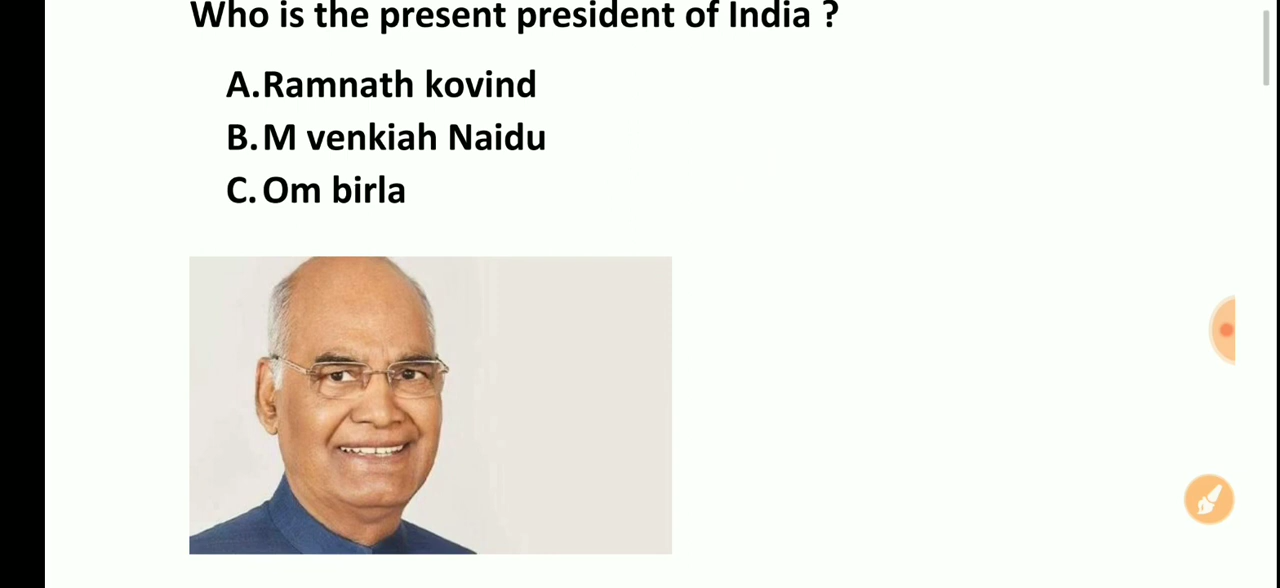 Who is the present president of India ?
A.Ramnath kovind
B.M venkiah Naidu
C.Om birla